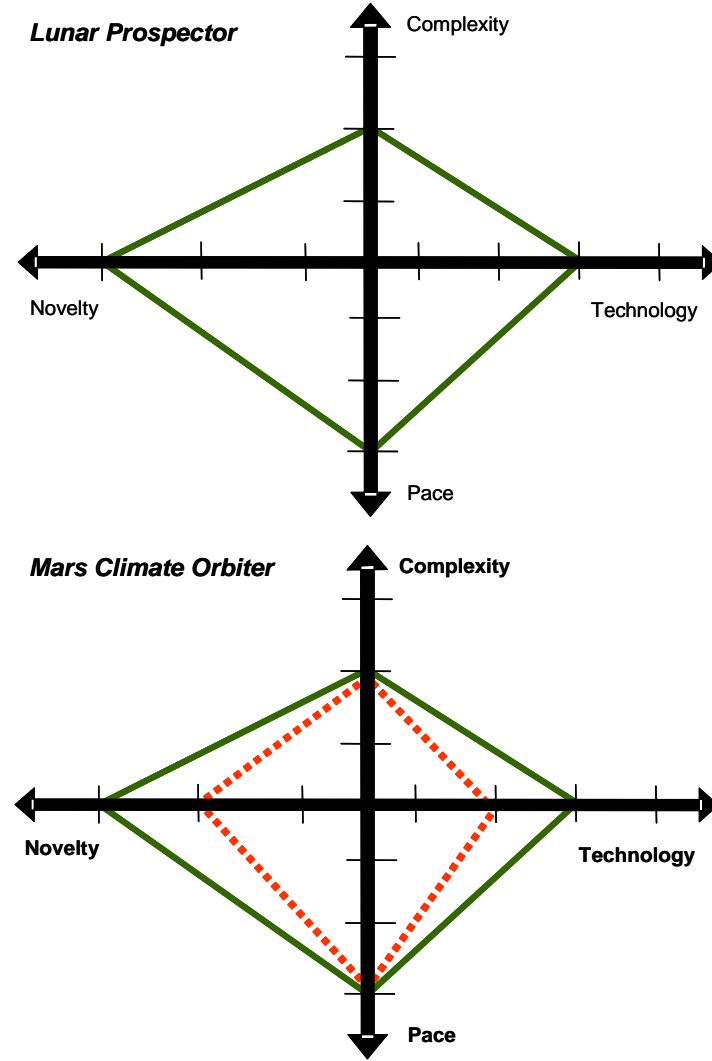 Lunar Prospector
Complexity
Novelty
Technology
Pace
Mars Climate Orbiter
Complexity
Novelty
Technology
Pace